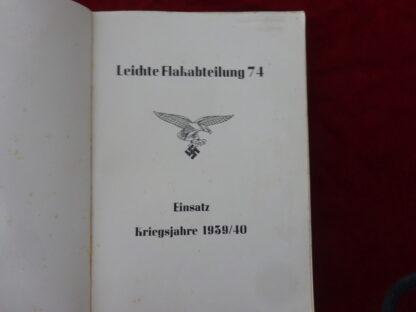 Leichte Flakabteilung 74
Einsatz
Kriegsjahre 1939/40